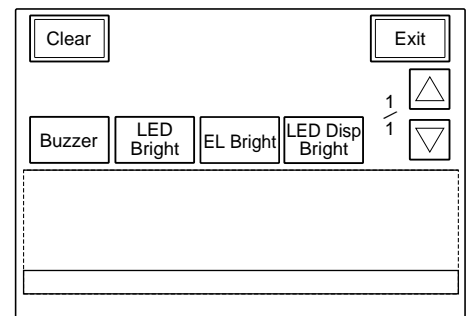 Clear
Exit
1
/
1
Buzzer
LED
Bright
EL Bright
LED Disp
Bright